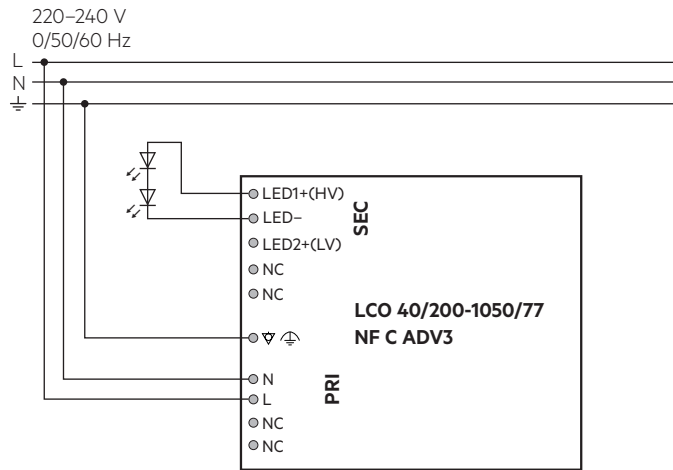 220–240 V
0/50/60 Hz
L
N
LED1+(HV)
LED–
LED2+(LV)
NC
NC
SEC
LCO 40/200-1050/77
NF C ADV3
N
L
NC
NC
PRI